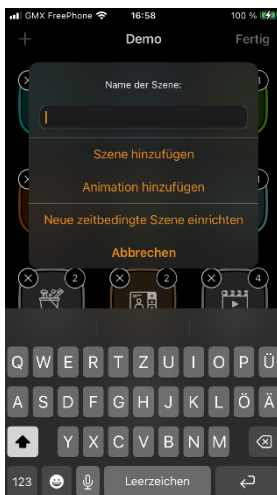 GMX FreePhone 16:58 100 %
+ Demo Fertig
Name der Szene:
Szene hinzufügen
Animation hinzufügen
Neue zeitbedingte Szene einrichten
Abbrechen
2 2 4
Q W E R T Z U I O P Ü
A S D F G H J K L Ö Ä
Y X C V B N M
123 Leerzeichen